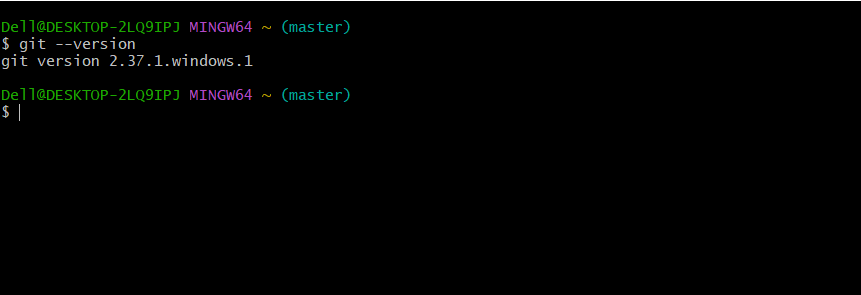 Dell@DESKTOP-2LQ9IPJ MINGW64 ~ (master)
$ git --version
git version 2.37.1.windows.1
Dell@DESKTOP-2LQ9IPJ MINGW64 ~ (master)
$